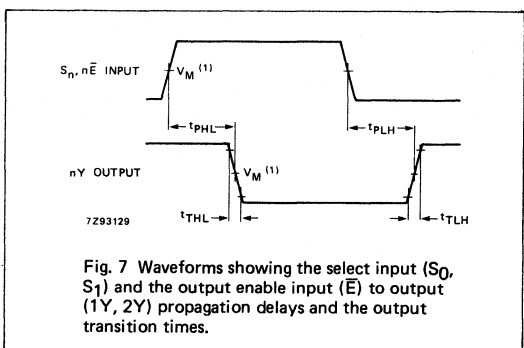 Sn, nE̅ INPUT
VM (1)
tPHL
tPLH
nY OUTPUT
VM (1)
7Z93129
tTHL
tTLH
Fig. 7 Waveforms showing the select input (S0,
S1) and the output enable input (E̅) to output
(1Y, 2Y) propagation delays and the output
transition times.